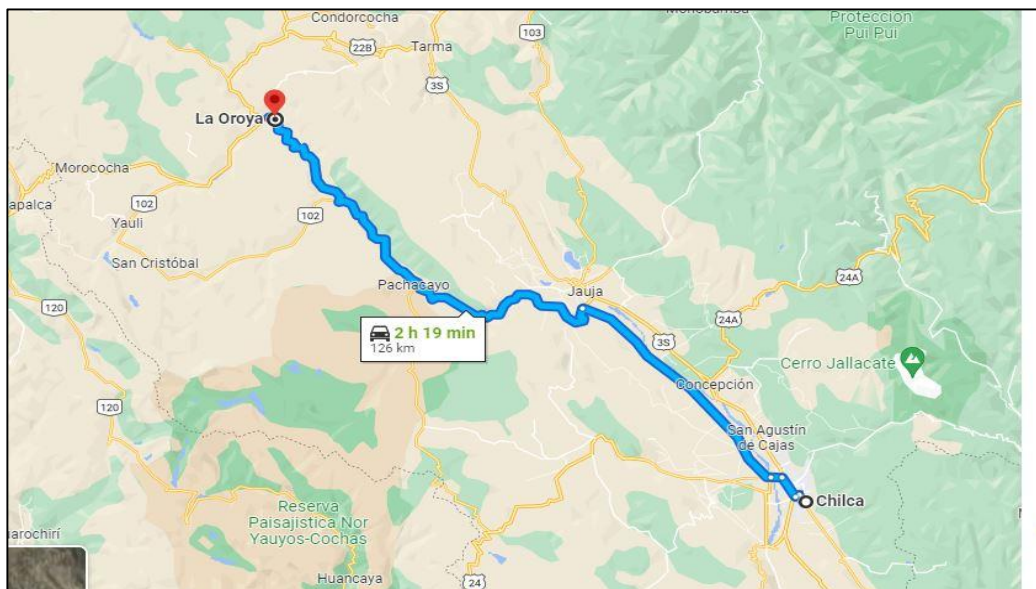 Condorcocha
Proteccion
Pui Pui
22B
Tarma
103
3S
La Oroya
Morococha
apalca
102
Yauli
102
San Cristóbal
24A
120
Pachacayo
Jauja
2 h 19 min
126 km
24A
3S
Cerro Jallacate
Concepción
120
San Agustín
de Cajas
Chilca
Reserva
Paisajistica Nor
Yauyos-Cochas
arochirí
Huancaya
24